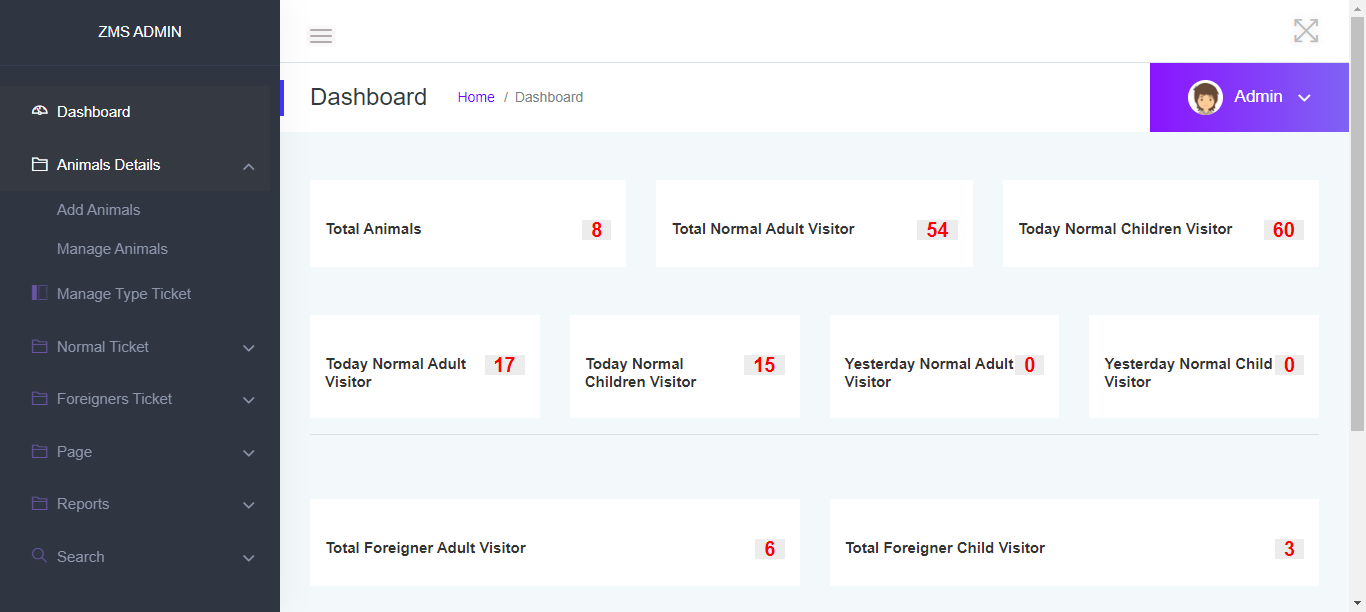 ZMS ADMIN
Dashboard
Animals Details
Add Animals
Manage Animals
Manage Type Ticket
Normal Ticket
Foreigners Ticket
Page
Reports
Search
Dashboard
Home / Dashboard
Admin
Total Animals
8
Total Normal Adult Visitor
54
Today Normal Children Visitor
60
Today Normal Adult
Visitor
17
Today Normal
Children Visitor
15
Yesterday Normal Adult
Visitor
0
Yesterday Normal Child
Visitor
0
Total Foreigner Adult Visitor
6
Total Foreigner Child Visitor
3